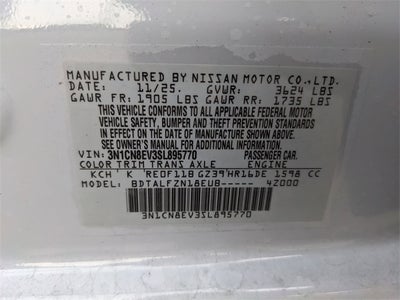 MANUFACTURED BY NISSAN MOTOR CO.,LTD.
DATE: 11/25. GVWR: 3624 LBS
GAWR FR: 1905 LBS GAWR RR: 1735 LBS
THIS VEHICLE CONFORMS TO ALL APPLICABLE FEDERAL MOTOR
VEHICLE SAFETY, BUMPER AND THEFT PREVENTION STANDARDS
IN EFFECT ON THE DATE OF MANUFACTURE SHOWN ABOVE.
SEE OWNER'S MANUAL FOR ADDITIONAL INFORMATION
VIN: 3N1CN8EV3SL895770 PASSENGER CAR.
COLOR TRIM TRANS AXLE ENGINE
KCH K RE0F11B GZ39 HR16DE 1598 CC
MODEL: BDTALFZN18EUB----- 42000
3N1CN8EV3SL895770